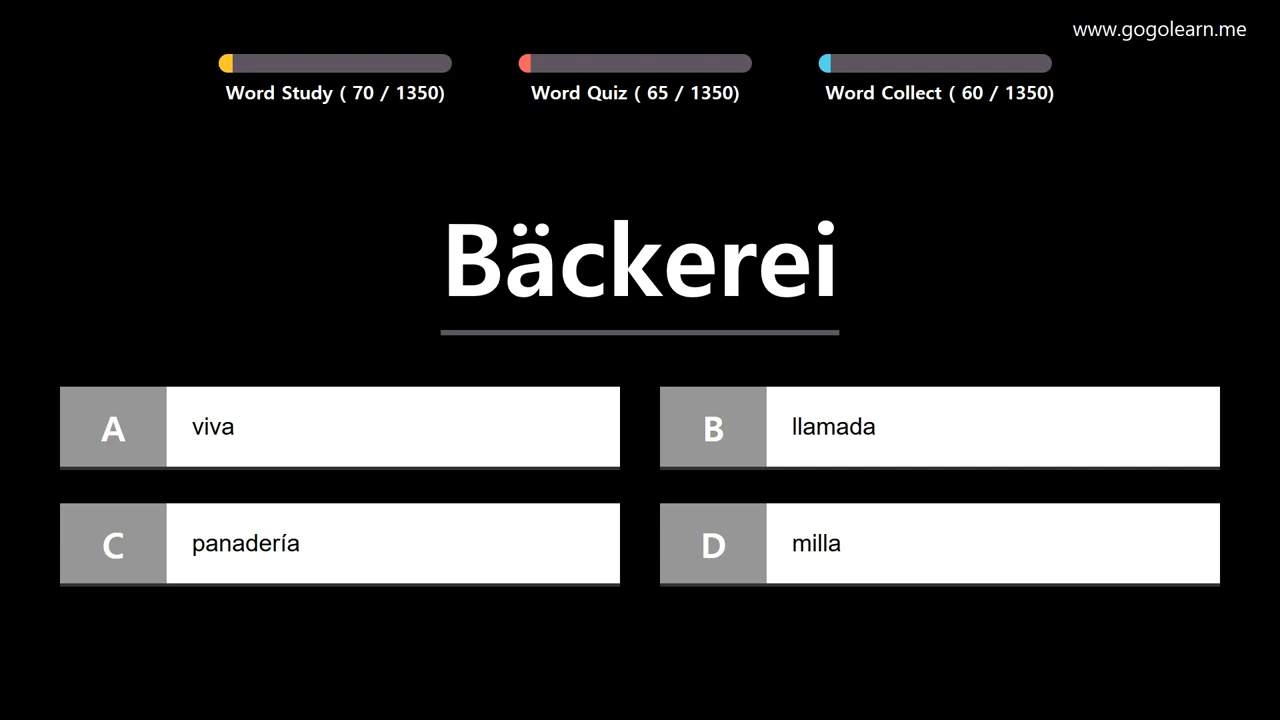 www.gogolearn.me
Word Study ( 70 / 1350)
Word Quiz ( 65 / 1350)
Word Collect ( 60 / 1350)
Bäckerei
A viva
B llamada
C panadería
D milla